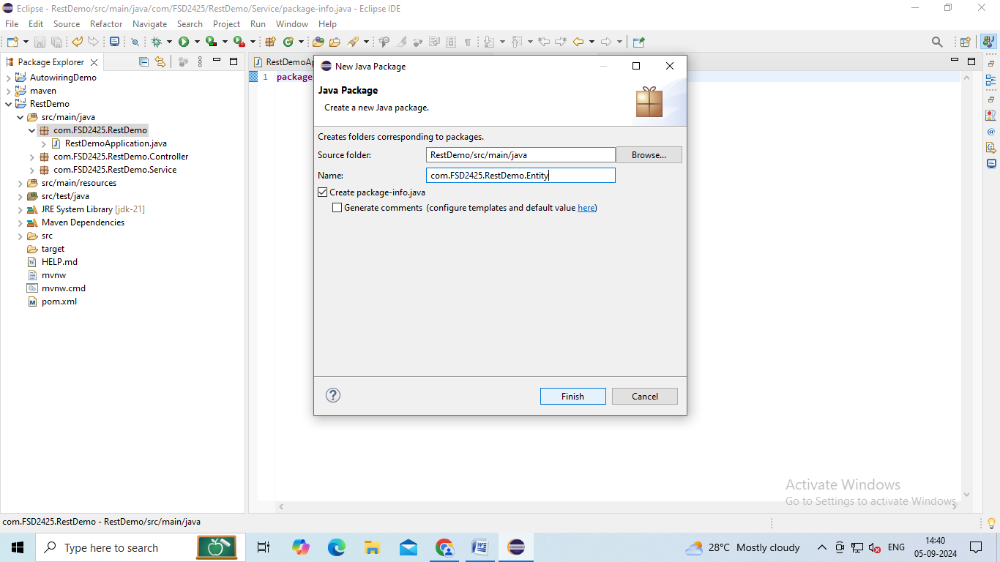 Eclipse - RestDemo/src/main/java/com/FSD2425/RestDemo/Service/package-info.java - Eclipse IDE
File Edit Source Refactor Navigate Search Project Run Window Help
Package Explorer
AutowiringDemo
maven
RestDemo
src/main/java
com.FSD2425.RestDemo
RestDemoApplication.java
com.FSD2425.RestDemo.Controller
com.FSD2425.RestDemo.Service
src/main/resources
src/test/java
JRE System Library [jdk-21]
Maven Dependencies
src
target
HELP.md
mvnw
mvnw.cmd
pom.xml
RestDemoAp
1 package
New Java Package
Java Package
Create a new Java package.
Creates folders corresponding to packages.
Source folder: RestDemo/src/main/java Browse...
Name: com.FSD2425.RestDemo.Entity
Create package-info.java
Generate comments (configure templates and default value here)
Finish Cancel
Activate Windows
Go to Settings to activate Windows.
com.FSD2425.RestDemo - RestDemo/src/main/java
Type here to search
28°C Mostly cloudy
ENG
14:40
05-09-2024